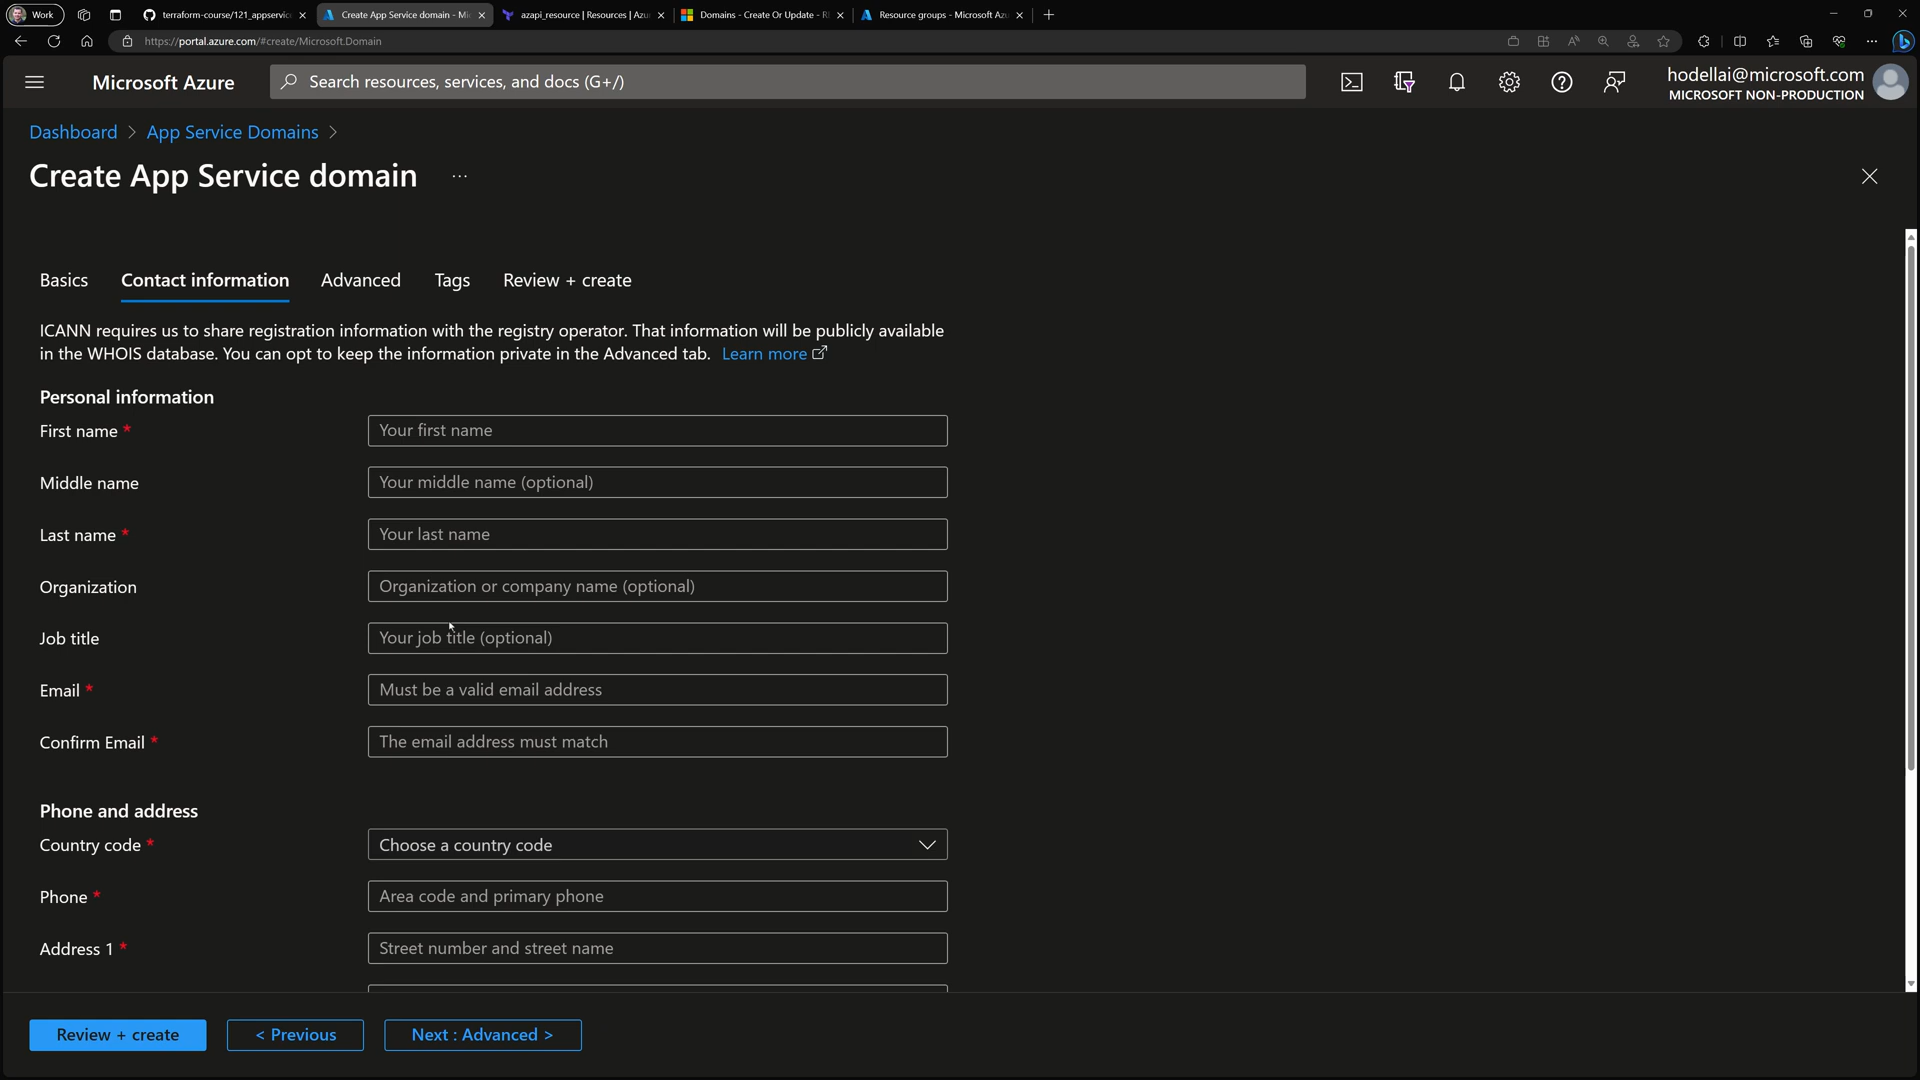 Work
terraform-course/121_appservic
Create App Service domain - Mi
azapi_resource | Resources | Azu
Domains - Create Or Update - R
Resource groups - Microsoft Az
https://portal.azure.com/#create/Microsoft.Domain
Microsoft Azure
Search resources, services, and docs (G+/)
hodellai@microsoft.com
MICROSOFT NON-PRODUCTION
Dashboard > App Service Domains >
Create App Service domain ...
Basics
Contact information
Advanced
Tags
Review + create
ICANN requires us to share registration information with the registry operator. That information will be publicly available
in the WHOIS database. You can opt to keep the information private in the Advanced tab. Learn more
Personal information
First name *
Your first name
Middle name
Your middle name (optional)
Last name *
Your last name
Organization
Organization or company name (optional)
Job title
Your job title (optional)
Email *
Must be a valid email address
Confirm Email *
The email address must match
Phone and address
Country code *
Choose a country code
Phone *
Area code and primary phone
Address 1 *
Street number and street name
Review + create
< Previous
Next : Advanced >